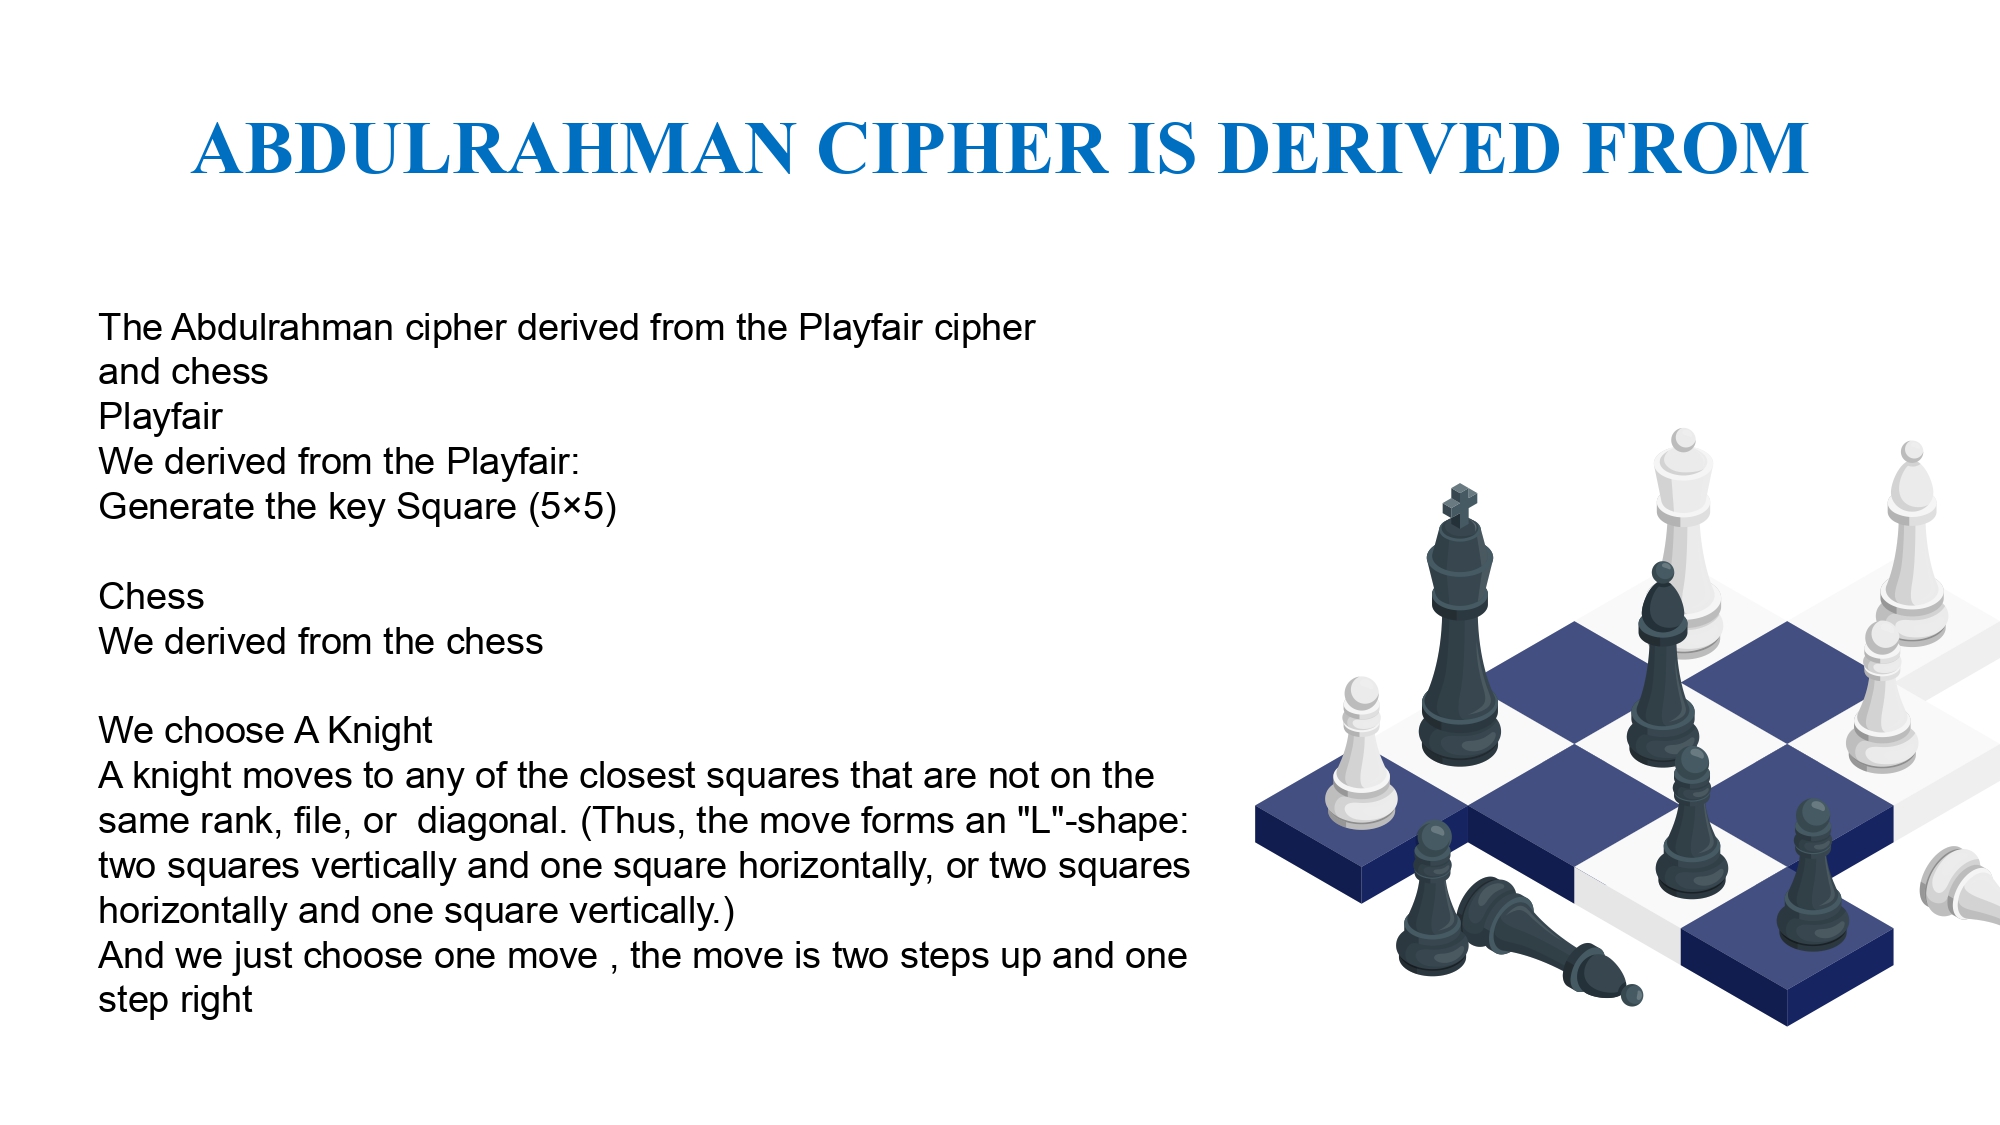 ABDULRAHMAN CIPHER IS DERIVED FROM
The Abdulrahman cipher derived from the Playfair cipher
and chess
Playfair
We derived from the Playfair:
Generate the key Square (5×5)
Chess
We derived from the chess
We choose A Knight
A knight moves to any of the closest squares that are not on the
same rank, file, or  diagonal. (Thus, the move forms an "L"-shape:
two squares vertically and one square horizontally, or two squares
horizontally and one square vertically.)
And we just choose one move , the move is two steps up and one
step right